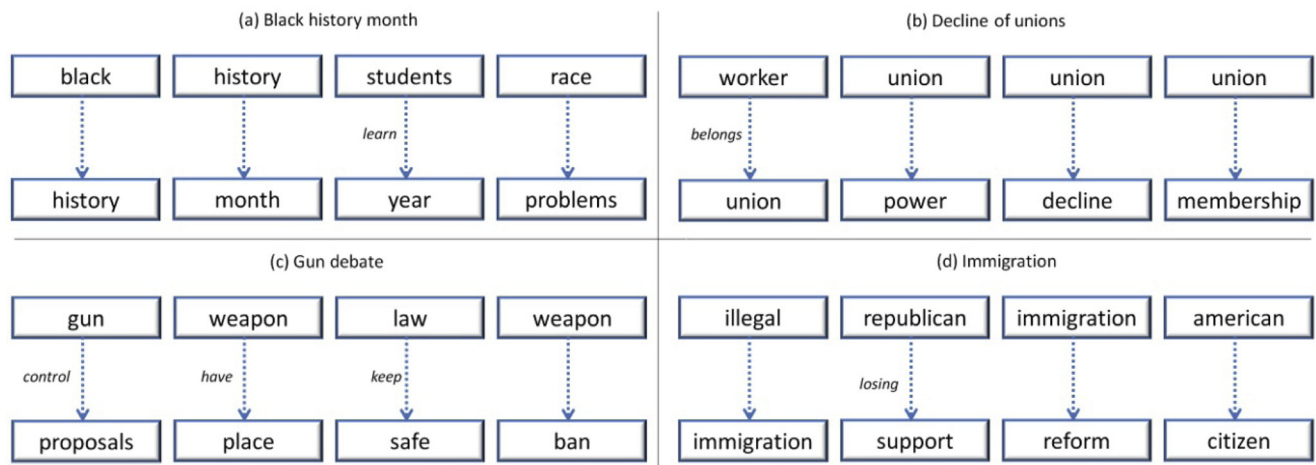 (a) Black history month
black history students race
learn
history month year problems
(b) Decline of unions
worker union union union
belongs
union power decline membership
(c) Gun debate
gun weapon law weapon
control have keep
proposals place safe ban
(d) Immigration
illegal republican immigration american
losing
immigration support reform citizen